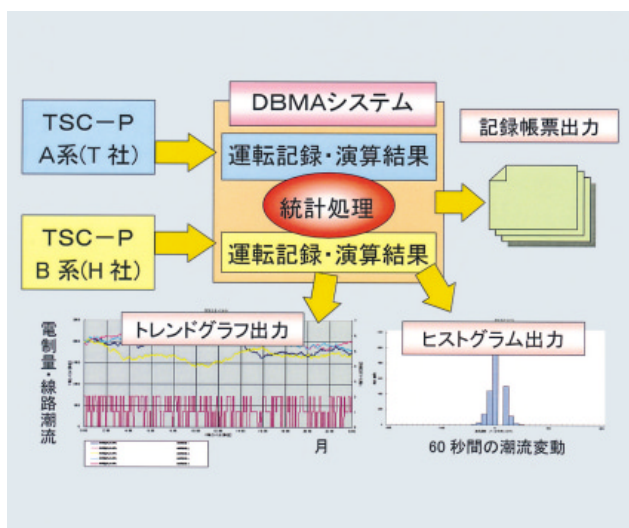 DBMAシステム
TSC－P
A系(T 社)
運転記録・演算結果
統計処理
TSC－P
B系(H 社)
運転記録・演算結果
記録帳票出力
トレンドグラフ出力
電制量・線路潮流
月
ヒストグラム出力
60 秒間の潮流変動